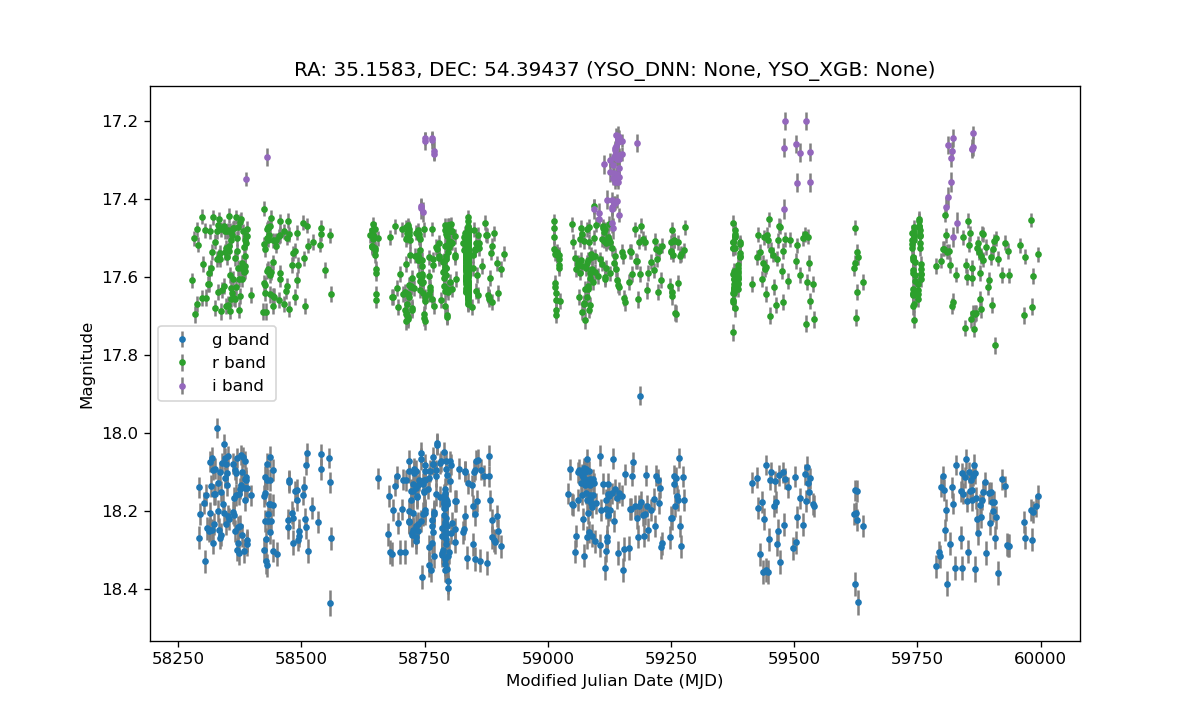 RA: 35.1583, DEC: 54.39437 (YSO_DNN: None, YSO_XGB: None)
17.2
17.4
17.6
17.8
18.0
18.2
18.4
Magnitude
g band
r band
i band
58250 58500 58750 59000 59250 59500 59750 60000
Modified Julian Date (MJD)